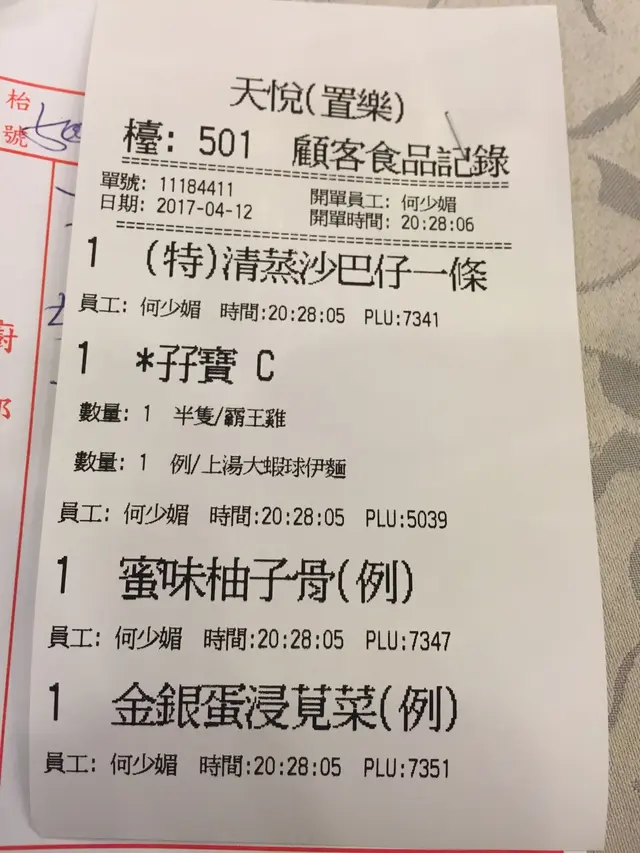 天悅(置樂)
檯: 501 顧客食品記錄
單號: 11184411 開單員工: 何少媚
日期: 2017-04-12 開單時間: 20:28:06
1 (特)清蒸沙巴仔一條
員工: 何少媚 時間:20:28:05 PLU:7341
1 *孖寶 C
數量: 1 半隻/霸王雞
數量: 1 例/上湯大蝦球伊麵
員工: 何少媚 時間:20:28:05 PLU:5039
1 蜜味柚子骨(例)
員工: 何少媚 時間:20:28:05 PLU:7347
1 金銀蛋浸莧菜(例)
員工: 何少媚 時間:20:28:05 PLU:7351
枱
號